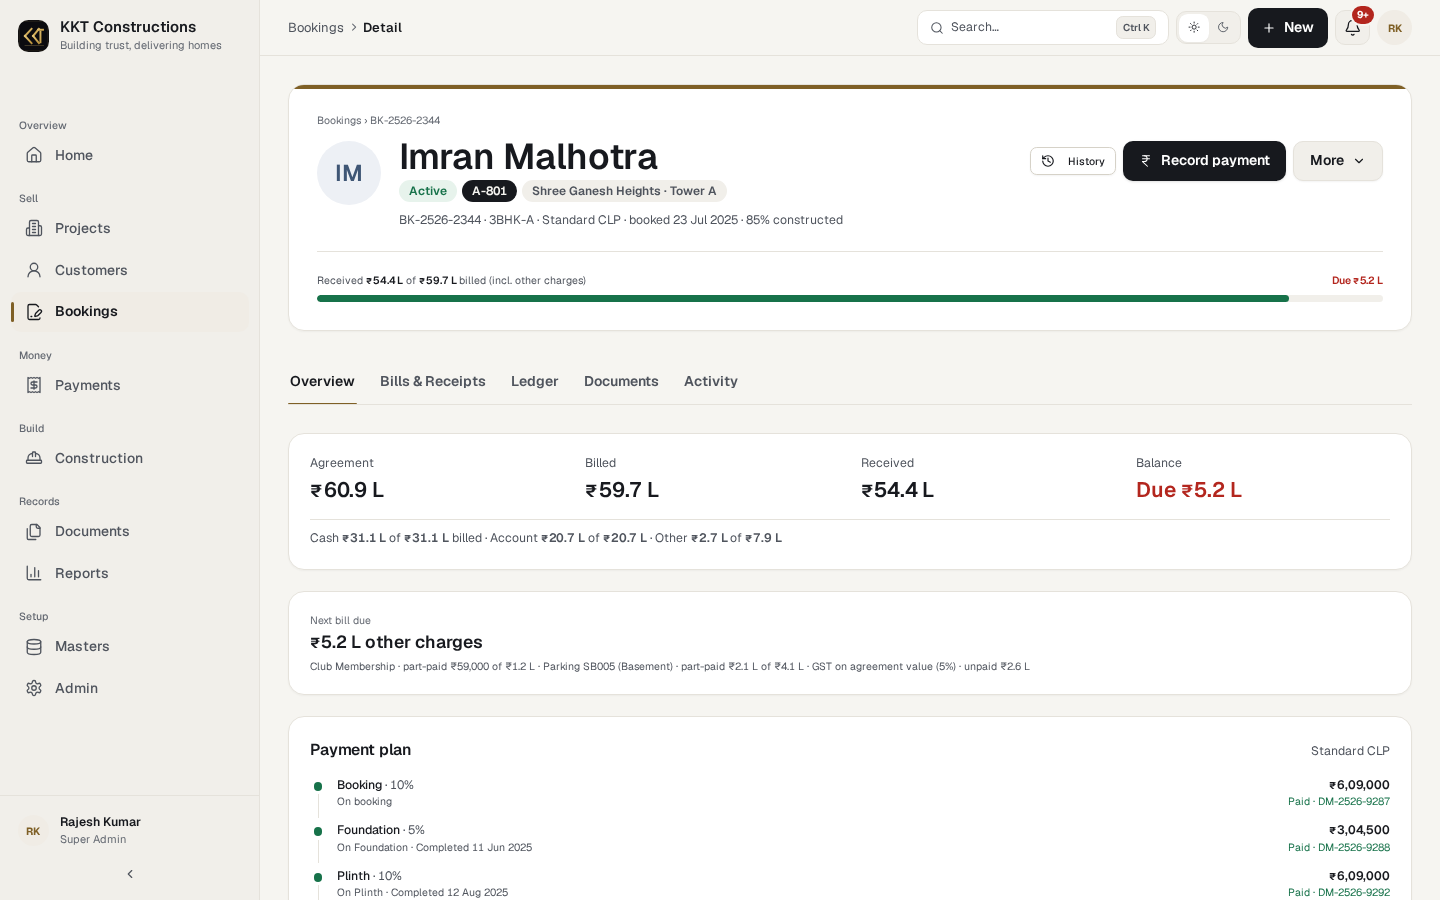 KKT Constructions
Building trust, delivering homes
Overview
Home
Sell
Projects
Customers
Bookings
Money
Payments
Build
Construction
Records
Documents
Reports
Setup
Masters
Admin
RK
Rajesh Kumar
Super Admin
Bookings › Detail
Search...
Ctrl K
New
9+
RK
Bookings › BK-2526-2344
IM
Imran Malhotra
Active
A-801
Shree Ganesh Heights · Tower A
BK-2526-2344 · 3BHK-A · Standard CLP · booked 23 Jul 2025 · 85% constructed
History
₹ Record payment
More
Received ₹54.4 L of ₹59.7 L billed (incl. other charges)
Due ₹5.2 L
Overview
Bills & Receipts
Ledger
Documents
Activity
Agreement
₹60.9 L
Billed
₹59.7 L
Received
₹54.4 L
Balance
Due ₹5.2 L
Cash ₹31.1 L of ₹31.1 L billed · Account ₹20.7 L of ₹20.7 L · Other ₹2.7 L of ₹7.9 L
Next bill due
₹5.2 L other charges
Club Membership · part-paid ₹59,000 of ₹1.2 L · Parking SB005 (Basement) · part-paid ₹2.1 L of ₹4.1 L · GST on agreement value (5%) · unpaid ₹2.6 L
Payment plan
Standard CLP
Booking · 10%
₹6,09,000
On booking
Paid · DM-2526-9287
Foundation · 5%
₹3,04,500
On Foundation · Completed 11 Jun 2025
Paid · DM-2526-9288
Plinth · 10%
₹6,09,000
On Plinth · Completed 12 Aug 2025
Paid · DM-2526-9292